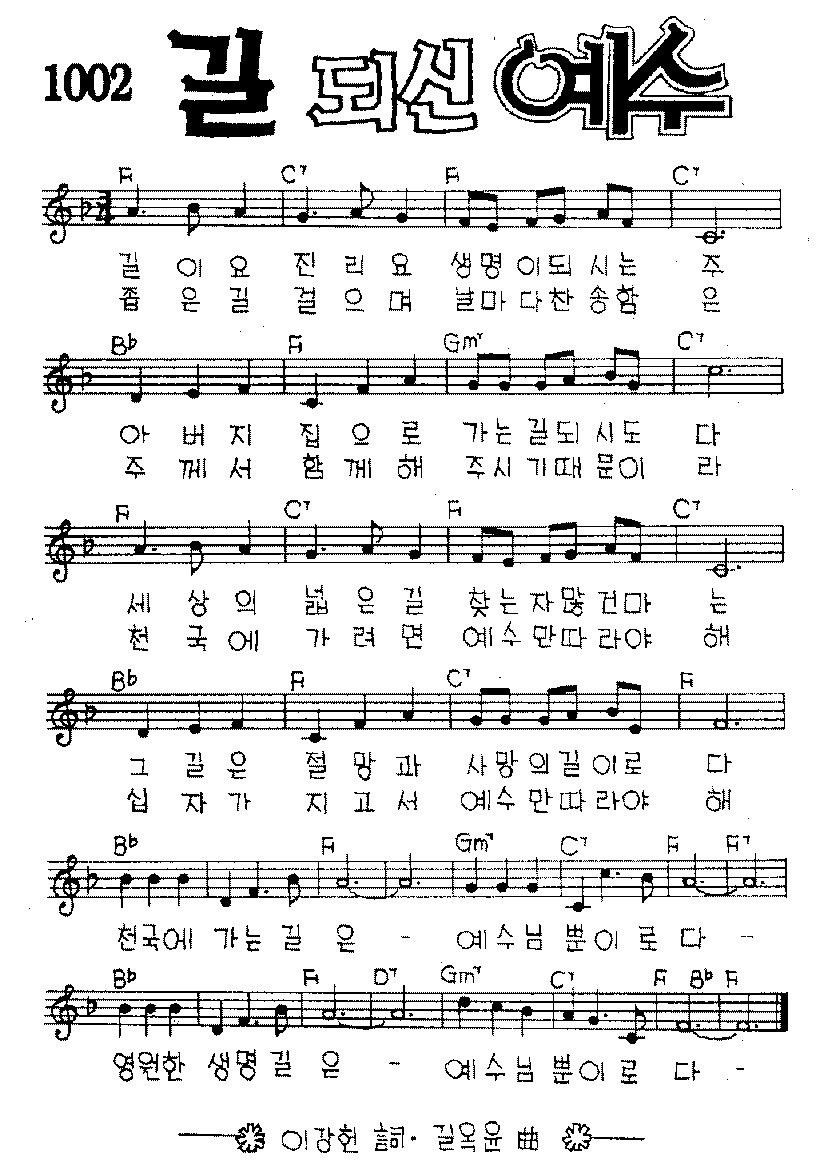 1002 길 되신 예수
F C7 F C7
길 이 요 진 리 요 생 명 이 되 시 는 주
좁 은 길 걸 으 며 날 마 다 찬 송 함 은
Bb F Gm7 C7
아 버 지 집 으 로 가 는 길 되 시 도 다
주 께 서 함 께 해 주 시 기 때 문 이 라
F C7 F C7
세 상 의 넓 은 길 찾 는 자 많 건 마 는
천 국 에 가 려 면 예 수 만 따 라 야 해
Bb F C7 F
그 길 은 절 망 과 사 망 의 길 이 로 다
십 자 가 지 고 서 예 수 만 따 라 야 해
Bb F Gm7 C7 F F7
천 국 에 가 는 길 은 - 예 수 님 뿐 이 로 다 -
Bb F D7 Gm7 C7 F Bb F
영 원 한 생 명 길 은 - 예 수 님 뿐 이 로 다 -
이강헌 詞· 길옥윤 曲